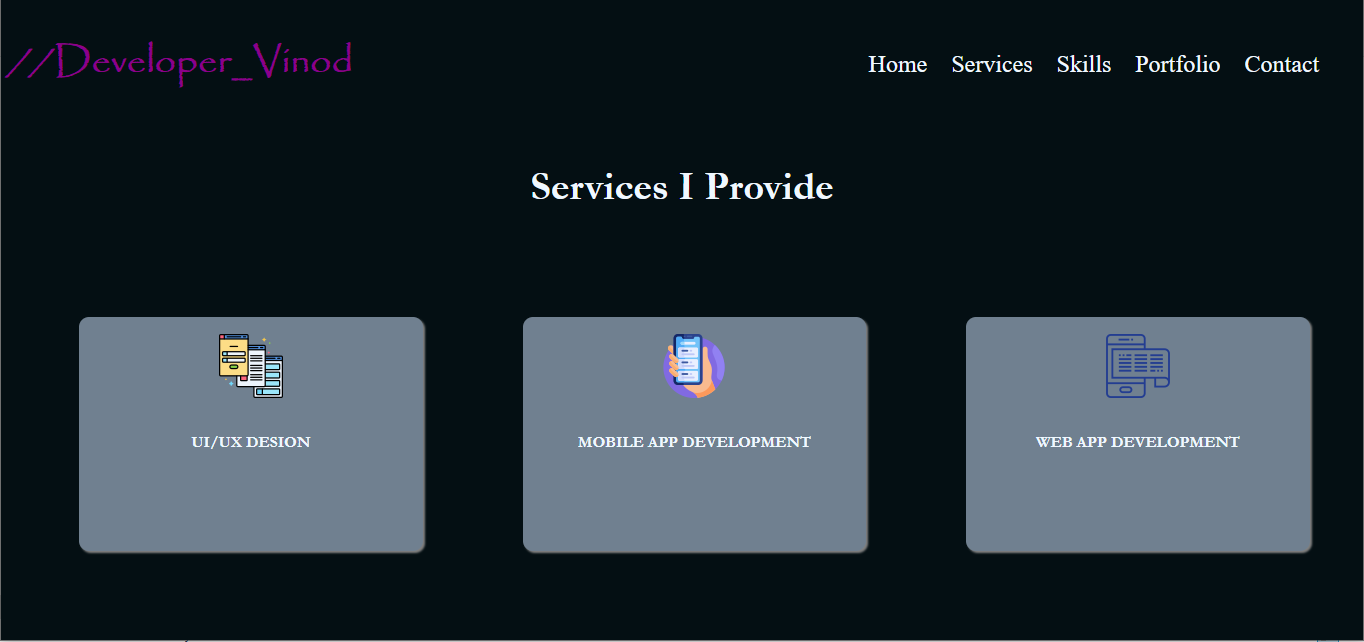 //Developer_Vinod
Home Services Skills Portfolio Contact
Services I Provide
UI/UX DESION
MOBILE APP DEVELOPMENT
WEB APP DEVELOPMENT